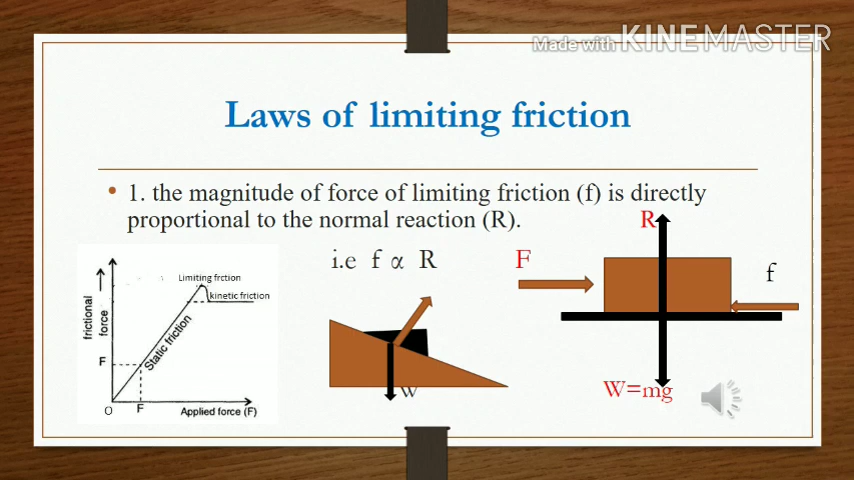 Made with KINEMASTER
Laws of limiting friction
• 1. the magnitude of force of limiting friction (f) is directly
proportional to the normal reaction (R).
i.e f α R
R
F
f
W=mg
W
Limiting frction
kinetic friction
Static friction
frictional
force
F
O
F
Applied force (F)